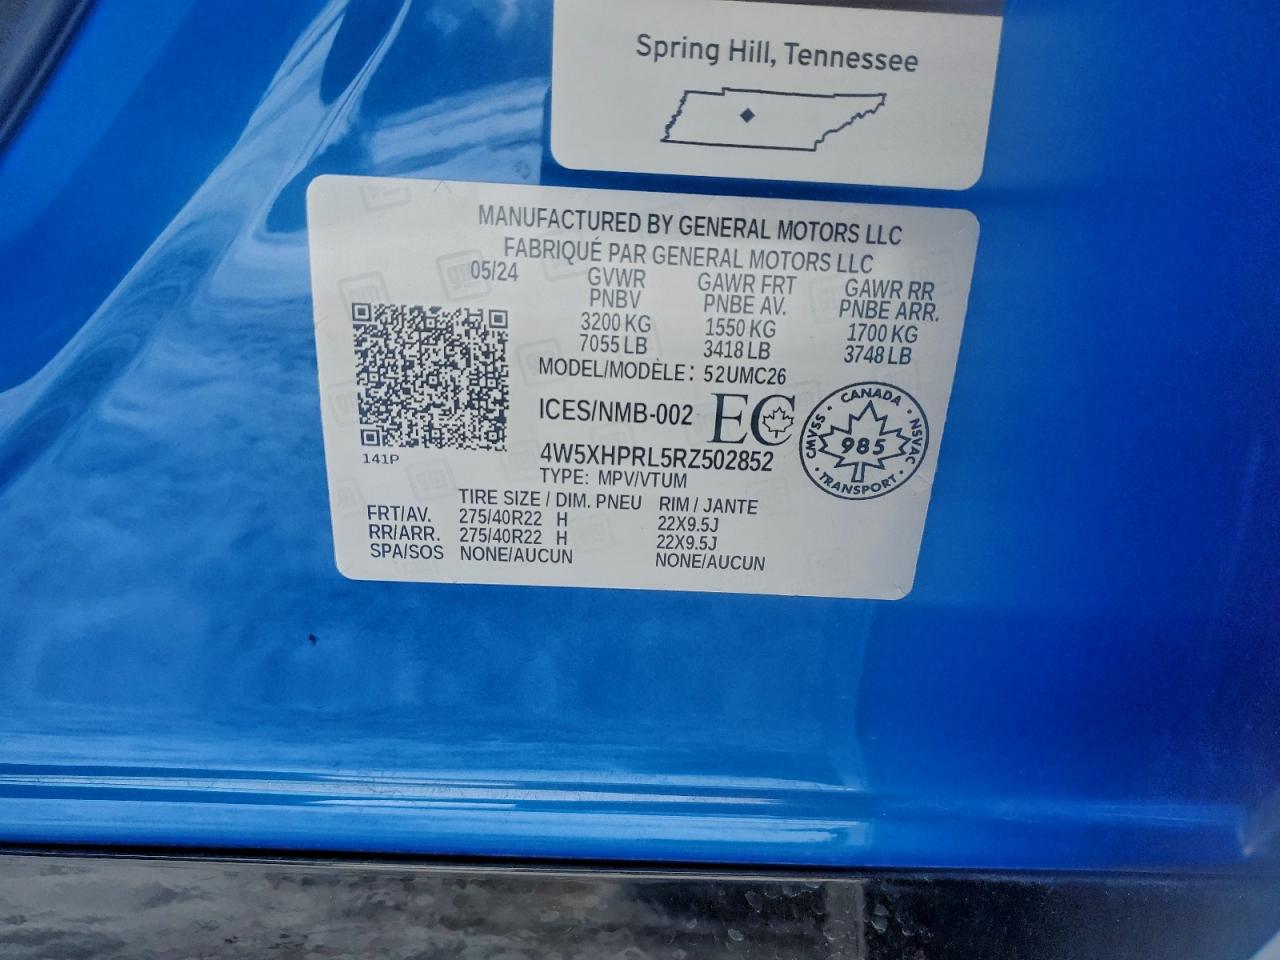 Spring Hill, Tennessee
MANUFACTURED BY GENERAL MOTORS LLC
FABRIQUÉ PAR GENERAL MOTORS LLC
05/24 GVWR GAWR FRT GAWR RR
PNBV PNBE AV. PNBE ARR.
3200 KG 1550 KG 1700 KG
7055 LB 3418 LB 3748 LB
MODEL/MODÈLE: 52UMC26
ICES/NMB-002 EC
CANADA
CMVSS · NSVAC
985
TRANSPORT
4W5XHPRL5RZ502852
141P
TYPE: MPV/VTUM
TIRE SIZE / DIM. PNEU RIM / JANTE
FRT/AV. 275/40R22 H 22X9.5J
RR/ARR. 275/40R22 H 22X9.5J
SPA/SOS NONE/AUCUN NONE/AUCUN